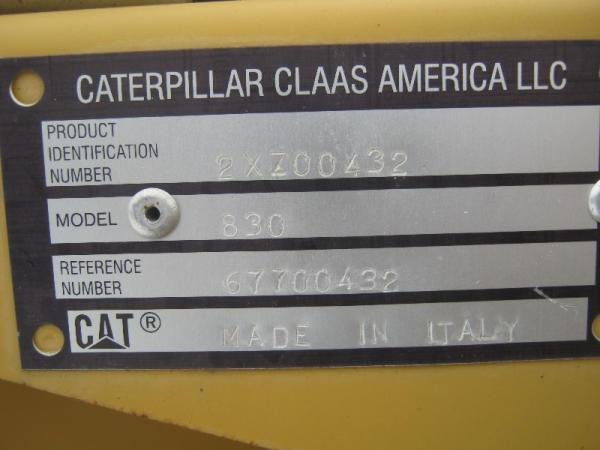 CATERPILLAR CLAAS AMERICA LLC
PRODUCT
IDENTIFICATION
NUMBER 2XZ00432
MODEL 830
REFERENCE
NUMBER 67700432
CAT® MADE IN ITALY